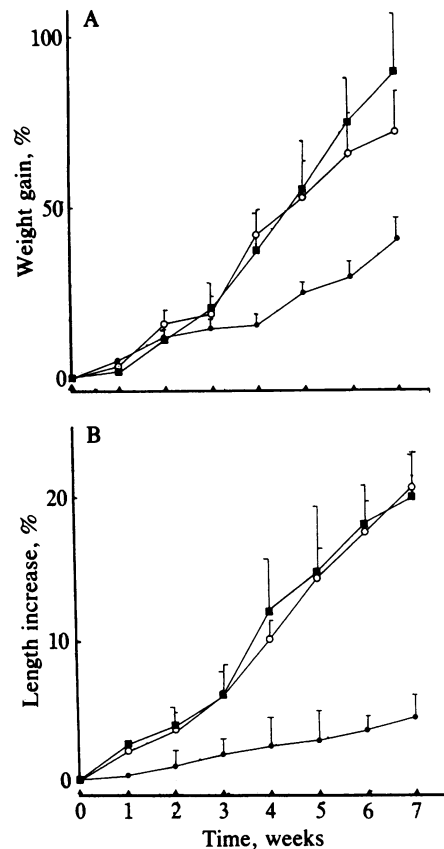 A
100
50
0
Weight gain, %
B
20
10
0
Length increase, %
0 1 2 3 4 5 6 7
Time, weeks